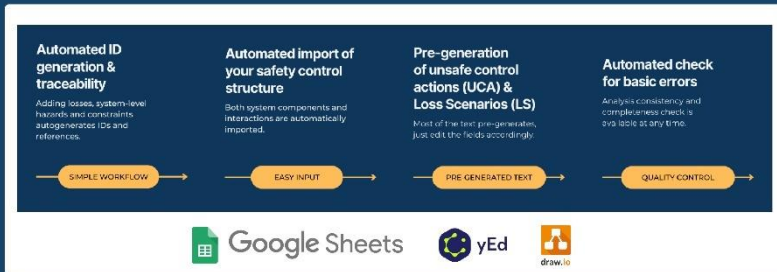 Automated ID
generation &
traceability
Adding losses, system-level
hazards and constraints
autogenerates IDs and
references.
SIMPLE WORKFLOW
Automated import of
your safety control
structure
Both system components and
interactions are automatically
imported.
EASY INPUT
Pre-generation
of unsafe control
actions (UCA) &
Loss Scenarios (LS)
Most of the text pre-generates,
just edit the fields accordingly.
PRE-GENERATED TEXT
Automated check
for basic errors
Analysis consistency and
completeness check is
available at any time.
QUALITY CONTROL
Google Sheets
yEd
draw.io